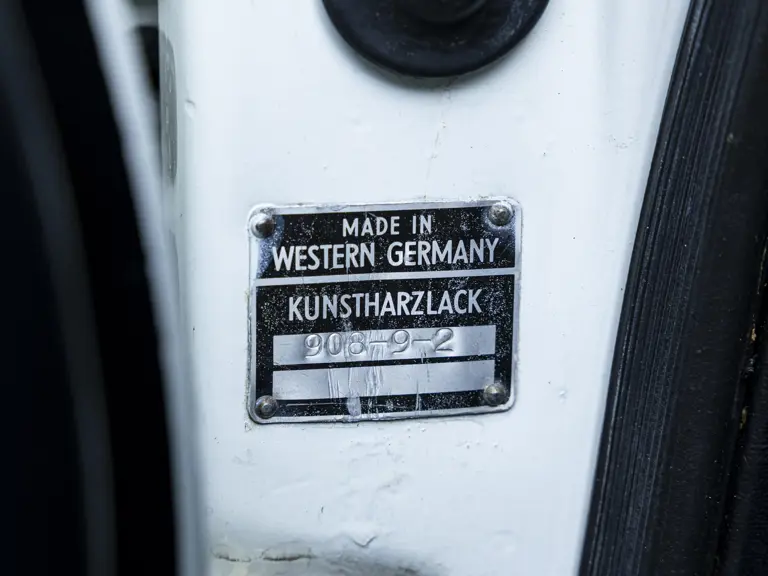 MADE IN
WESTERN GERMANY
KUNSTHARZLACK
908-9-2